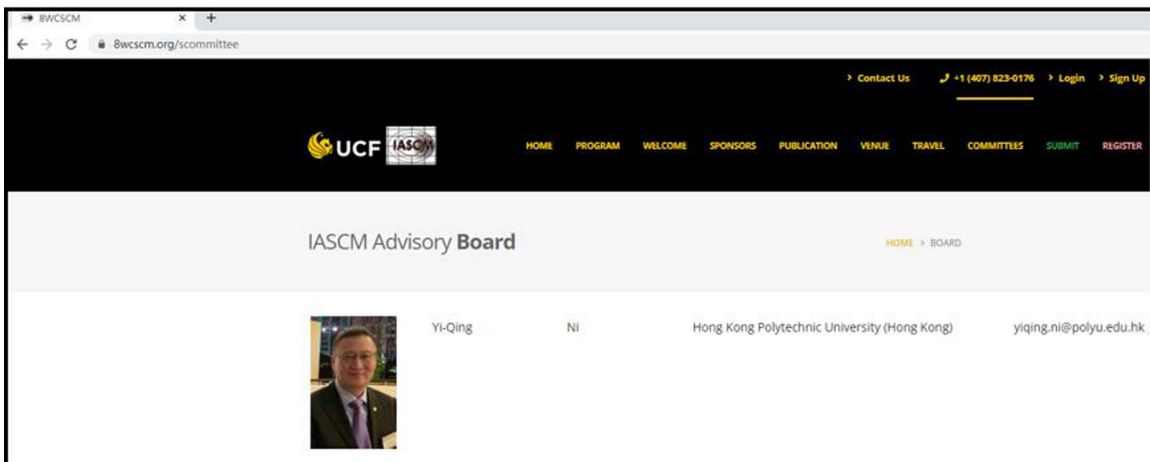 8WCSCM
8wcscm.org/scommittee
Contact Us +1 (407) 823-0176 Login Sign Up
UCF IASCM HOME PROGRAM WELCOME SPONSORS PUBLICATION VENUE TRAVEL COMMITTEES SUBMIT REGISTER
IASCM Advisory Board HOME > BOARD
Yi-Qing Ni Hong Kong Polytechnic University (Hong Kong) yiqing.ni@polyu.edu.hk